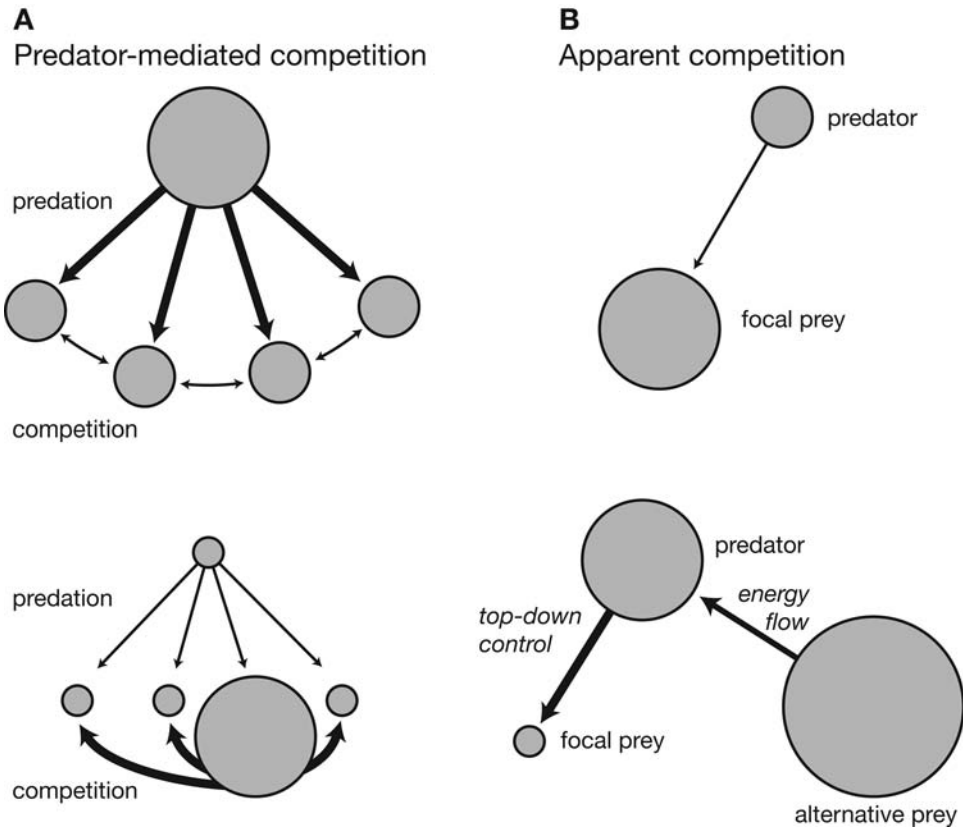 A
Predator-mediated competition
predation
competition
predation
competition
B
Apparent competition
predator
focal prey
predator
energy
flow
top-down
control
focal prey
alternative prey